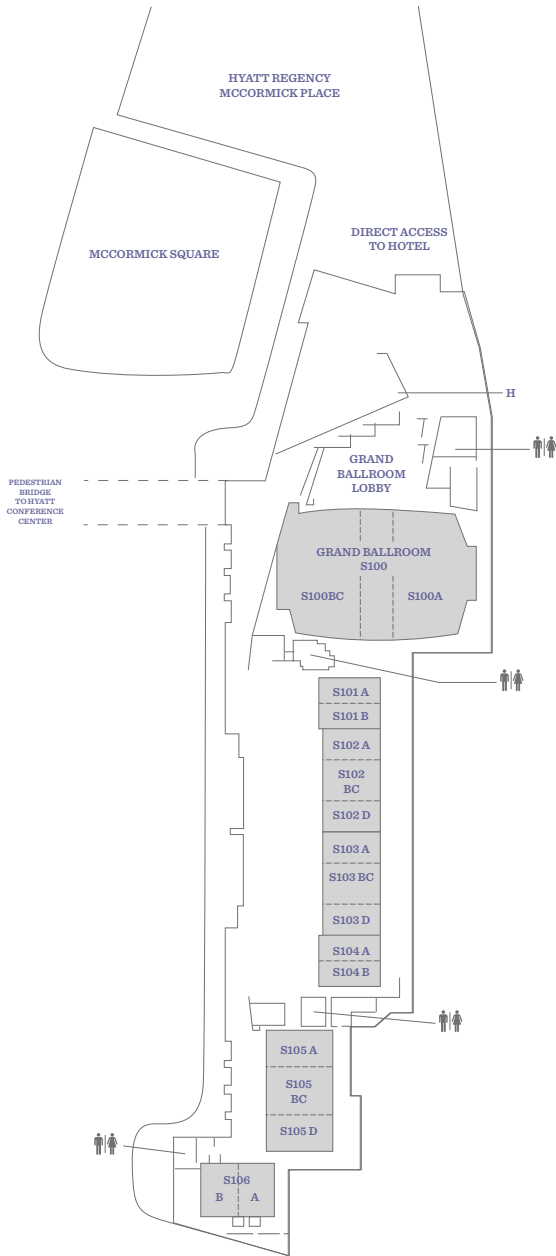 HYATT REGENCY
MCCORMICK PLACE
DIRECT ACCESS
TO HOTEL
MCCORMICK SQUARE
H
GRAND
BALLROOM
LOBBY
PEDESTRIAN
BRIDGE
TO HYATT
CONFERENCE
CENTER
GRAND BALLROOM
S100
S100BC
S100A
S101 A
S101 B
S102 A
S102
BC
S102 D
S103 A
S103 BC
S103 D
S104 A
S104 B
S105 A
S105
BC
S105 D
S106
B A